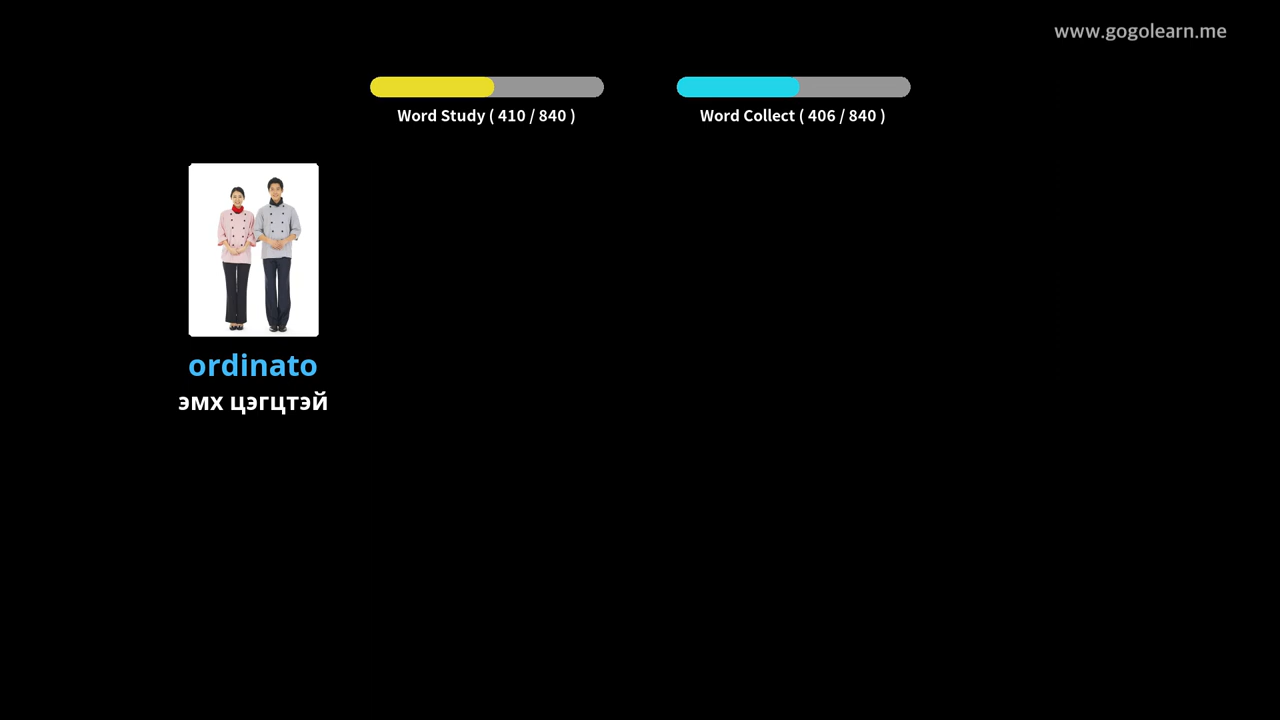 www.gogolearn.me
Word Study ( 410 / 840 )
Word Collect ( 406 / 840 )
ordinato
эмх цэгцтэй